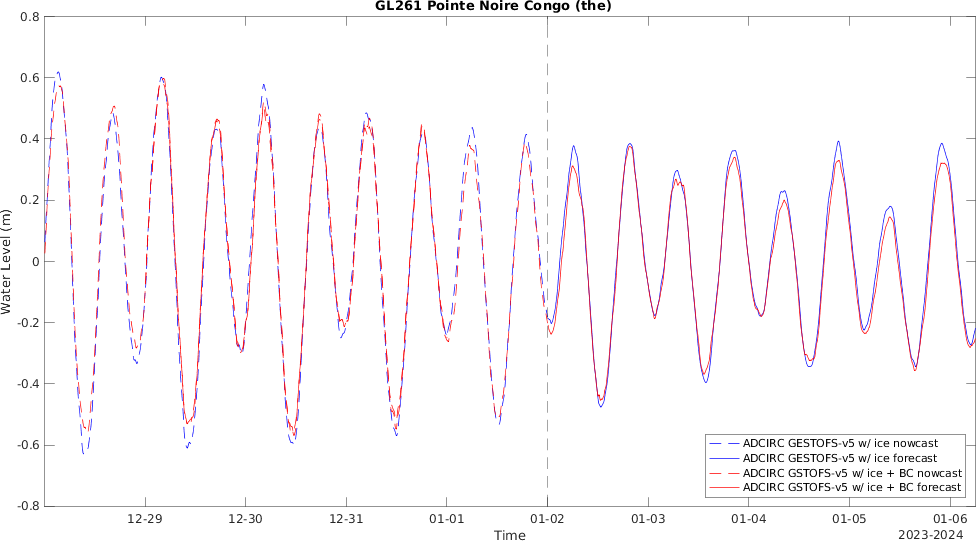 GL261 Pointe Noire Congo (the)
0.8
0.6
0.4
0.2
0
-0.2
-0.4
-0.6
-0.8
Water Level (m)
ADCIRC GESTOFS-v5 w/ ice nowcast
ADCIRC GESTOFS-v5 w/ ice forecast
ADCIRC GSTOFS-v5 w/ ice + BC nowcast
ADCIRC GSTOFS-v5 w/ ice + BC forecast
12-29 12-30 12-31 01-01 01-02 01-03 01-04 01-05 01-06
Time
2023-2024